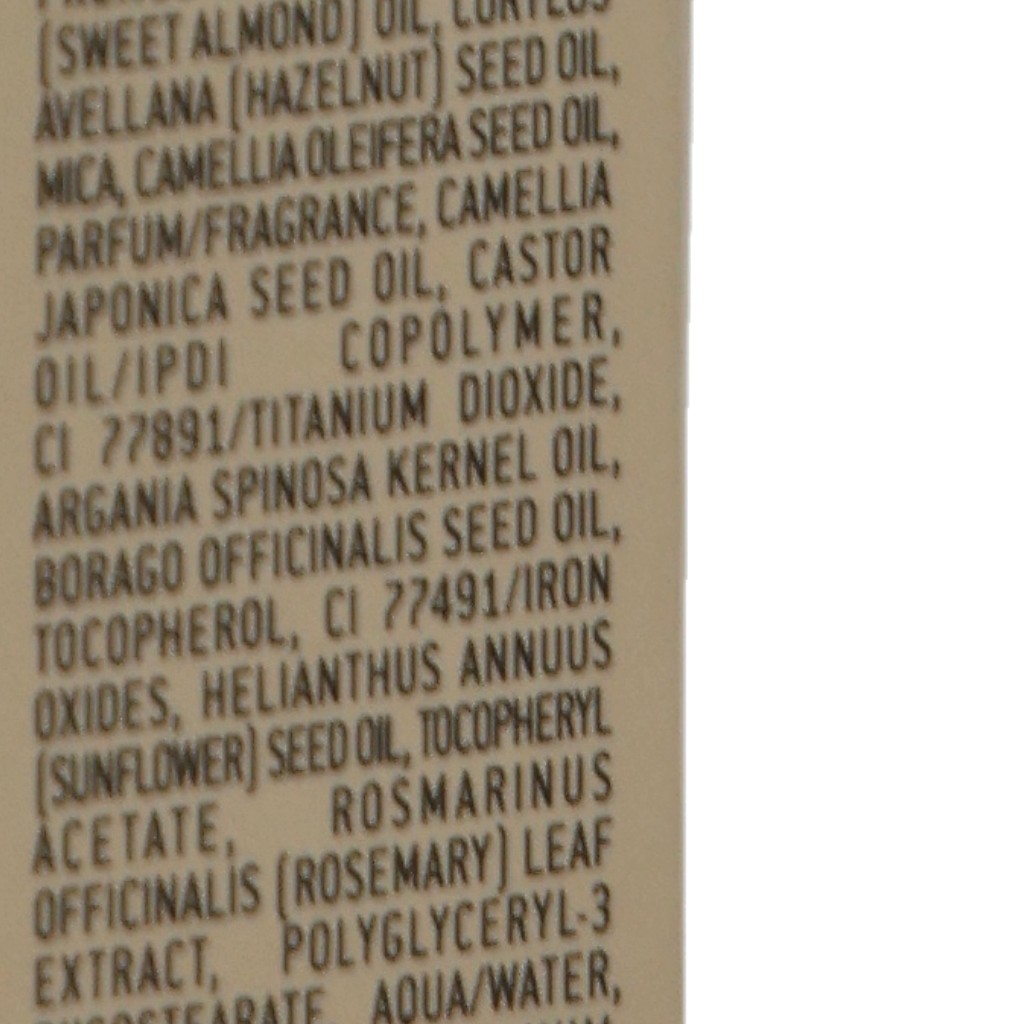 (SWEET ALMOND) OIL, CORYLUS
AVELLANA (HAZELNUT) SEED OIL,
MICA, CAMELLIA OLEIFERA SEED OIL,
PARFUM/FRAGRANCE, CAMELLIA
JAPONICA SEED OIL, CASTOR
OIL/IPDI COPOLYMER,
CI 77891/TITANIUM DIOXIDE,
ARGANIA SPINOSA KERNEL OIL,
BORAGO OFFICINALIS SEED OIL,
TOCOPHEROL, CI 77491/IRON
OXIDES, HELIANTHUS ANNUUS
(SUNFLOWER) SEED OIL, TOCOPHERYL
ACETATE, ROSMARINUS
OFFICINALIS (ROSEMARY) LEAF
EXTRACT, POLYGLYCERYL-3
AQUA/WATER,